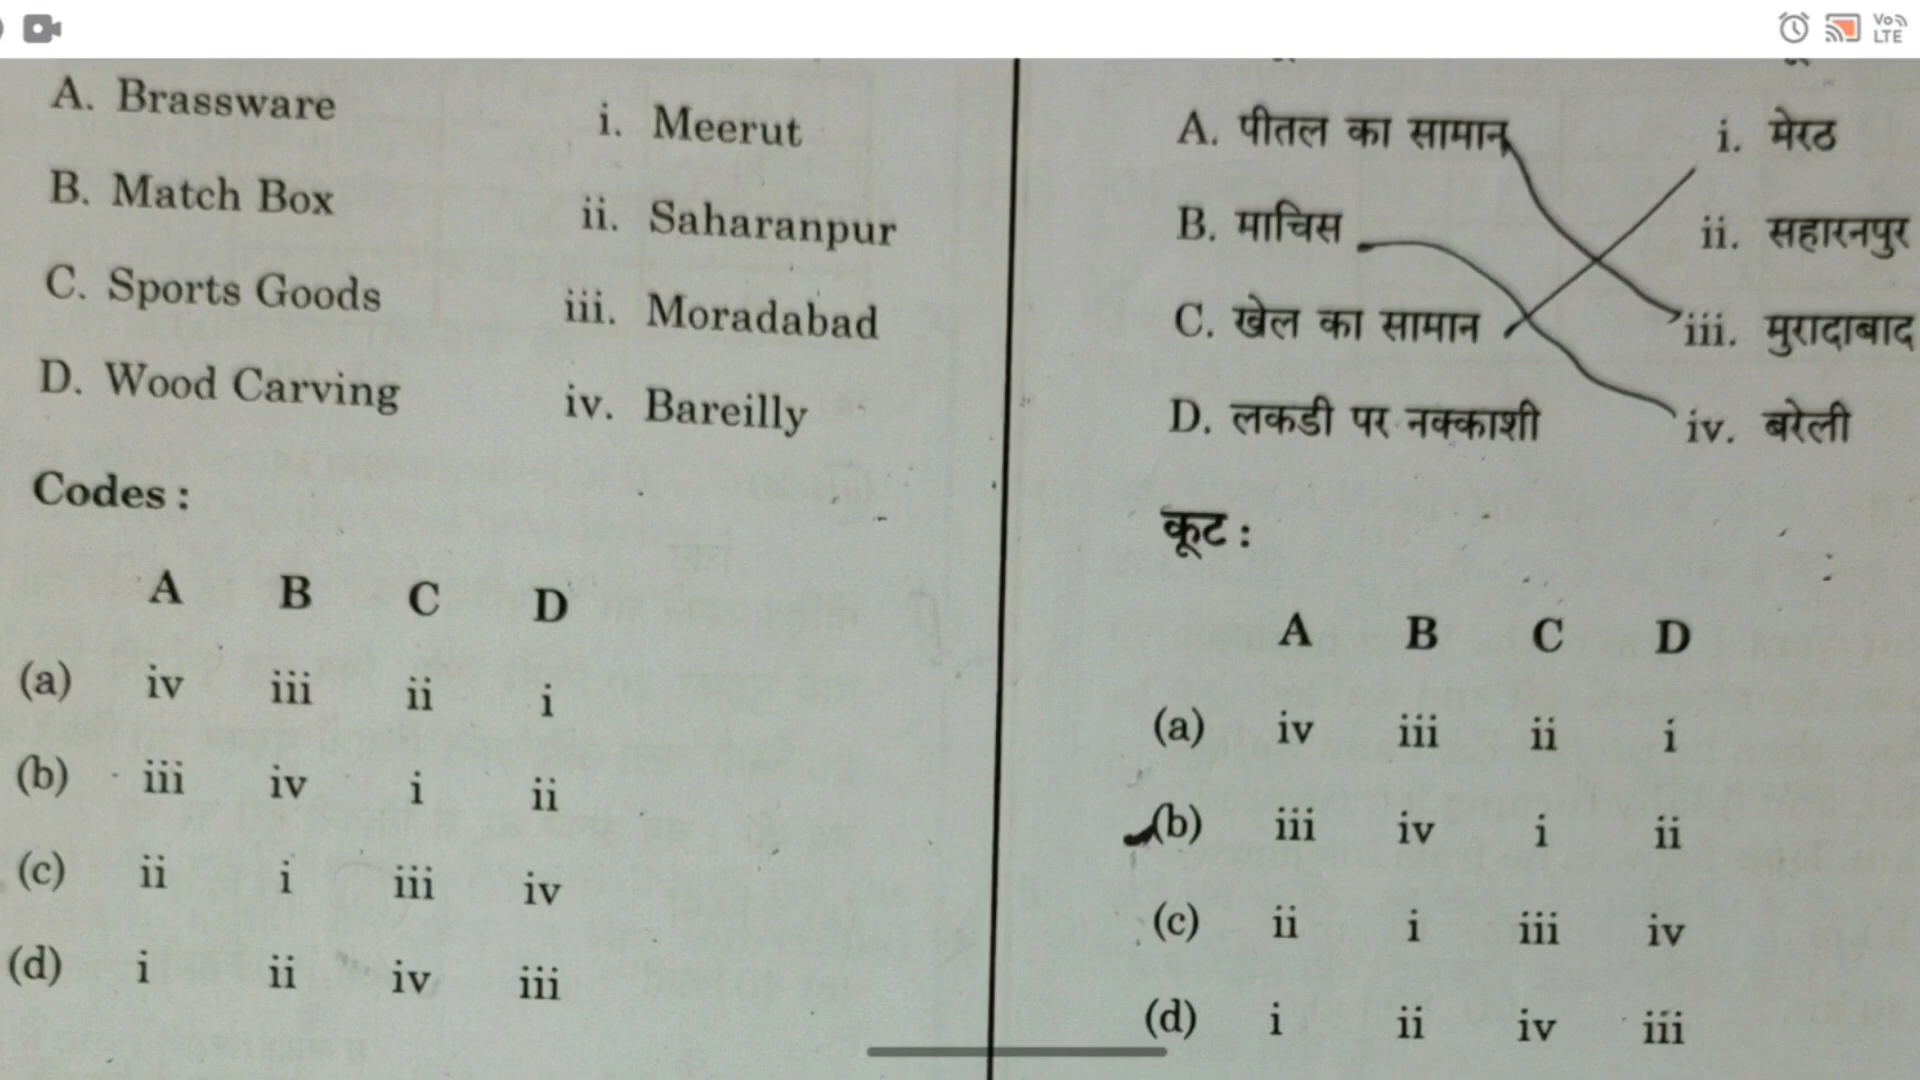 Vo LTE
A. Brassware i. Meerut
B. Match Box ii. Saharanpur
C. Sports Goods iii. Moradabad
D. Wood Carving iv. Bareilly
Codes :
A B C D
(a) iv iii ii i
(b) iii iv i ii
(c) ii i iii iv
(d) i ii iv iii
A. पीतल का सामान i. मेरठ
B. माचिस ii. सहारनपुर
C. खेल का सामान iii. मुरादाबाद
D. लकडी पर नक्काशी iv. बरेली
कूट :
A B C D
(a) iv iii ii i
(b) iii iv i ii
(c) ii i iii iv
(d) i ii iv iii